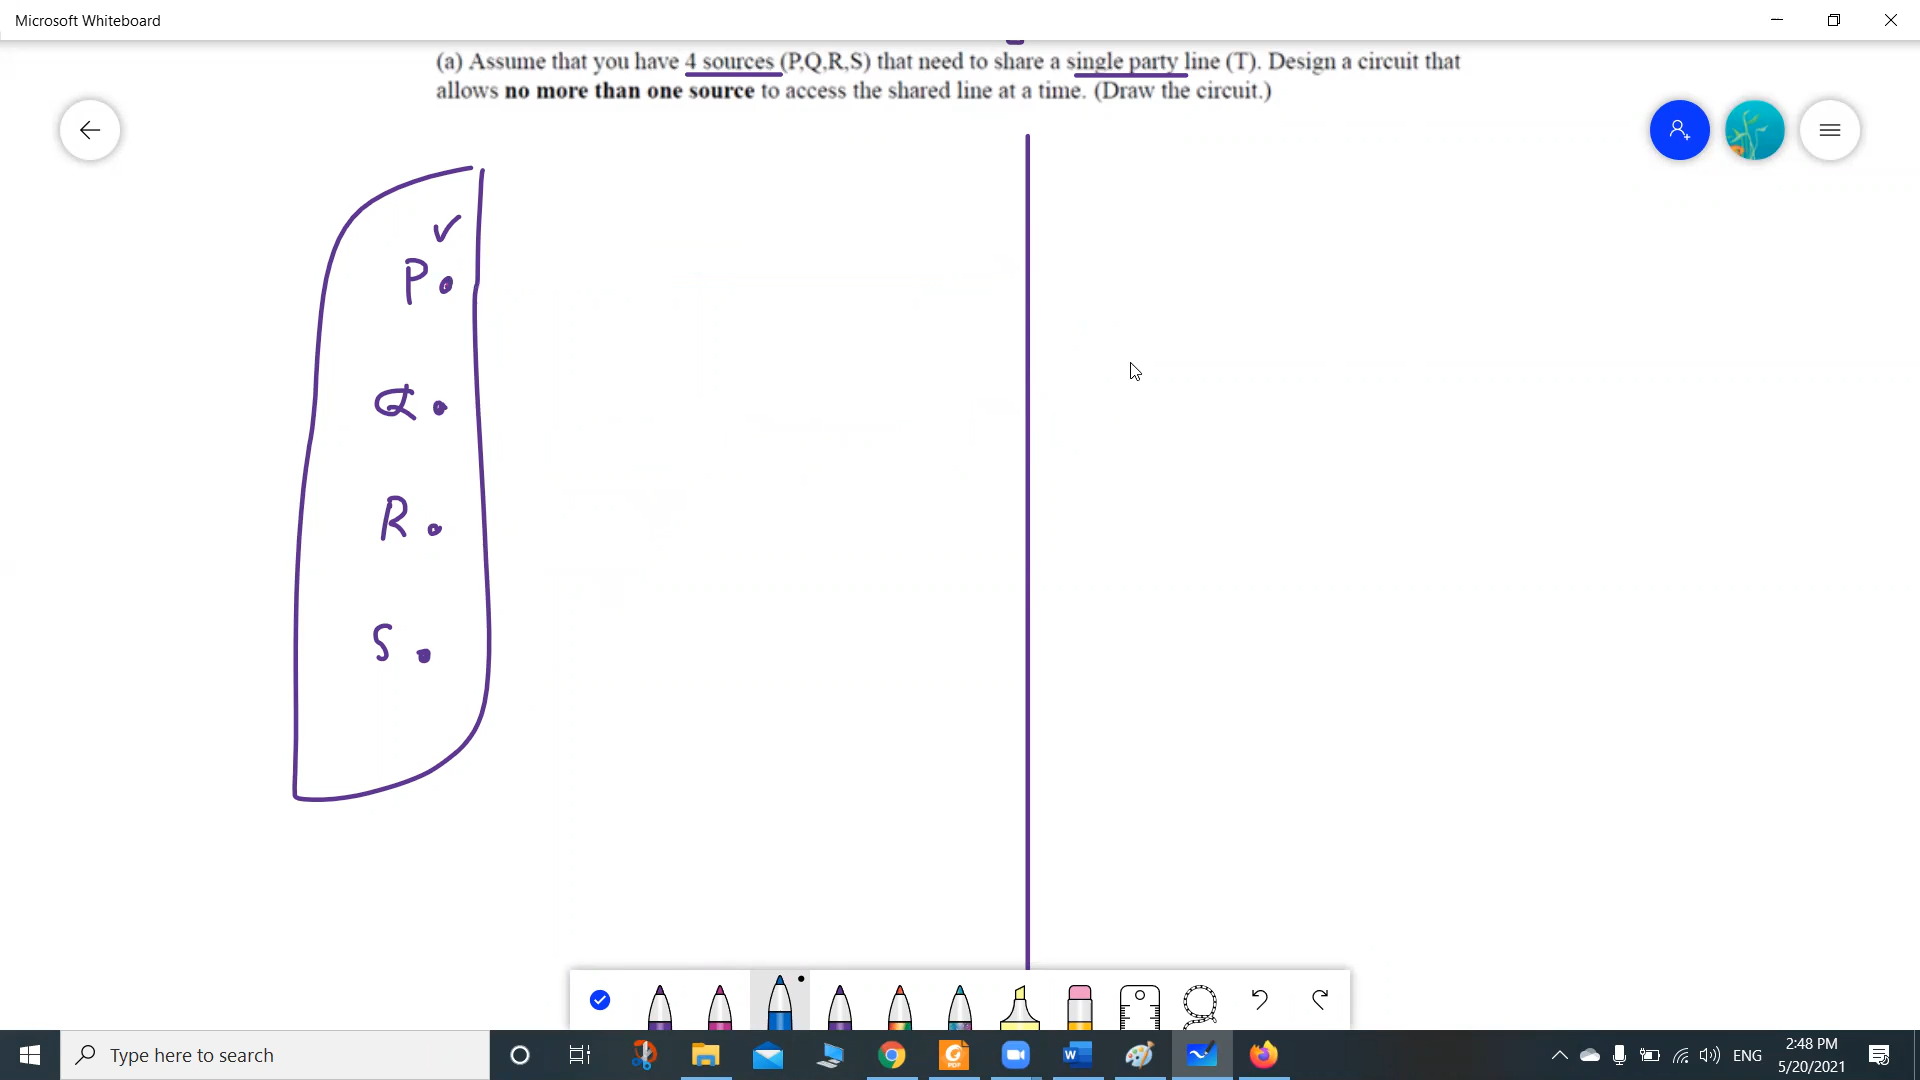 Microsoft Whiteboard
(a) Assume that you have 4 sources (P,Q,R,S) that need to share a single party line (T). Design a circuit that
allows no more than one source to access the shared line at a time. (Draw the circuit.)
P
Q
R
S
Type here to search
ENG
2:48 PM
5/20/2021